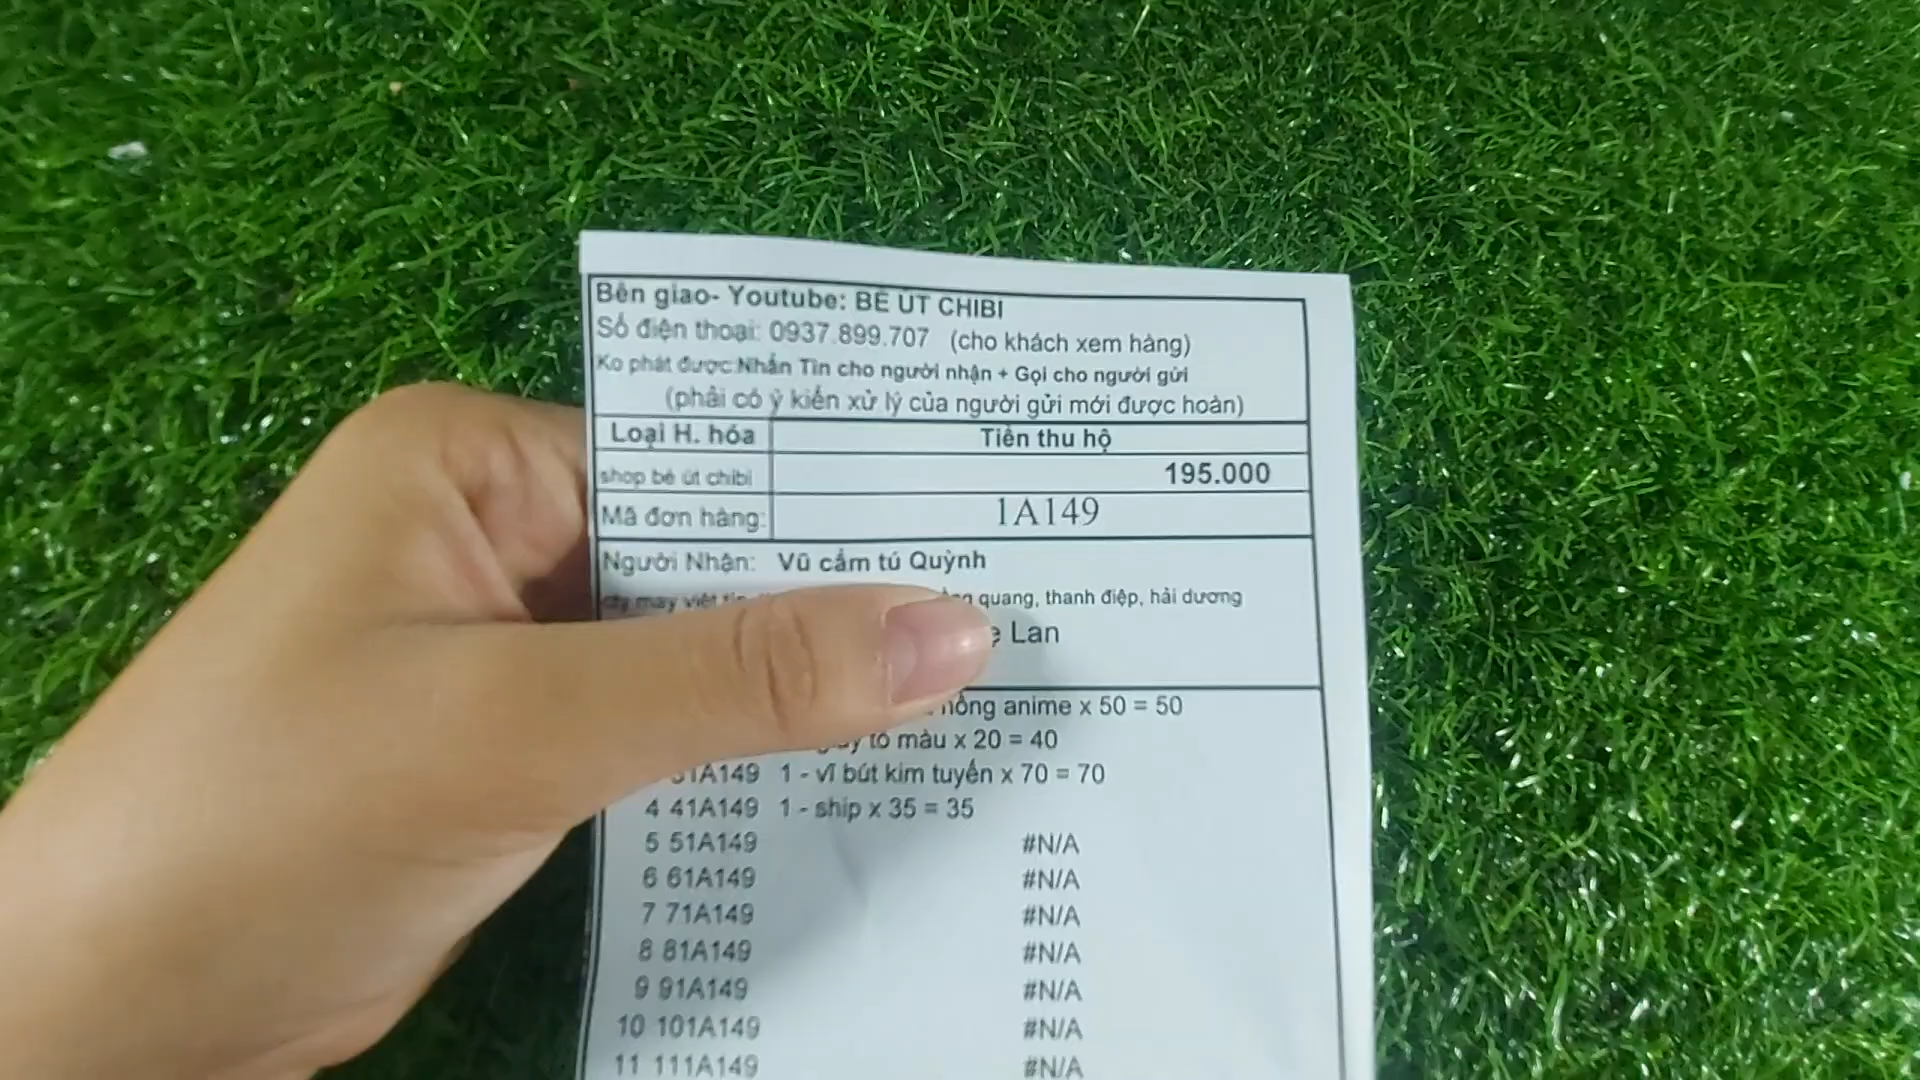 Bên giao- Youtube: BÉ ÚT CHIBI
Số điện thoại: 0937.899.707 (cho khách xem hàng)
Ko phát được:Nhắn Tin cho người nhận + Gọi cho người gửi
(phải có ý kiến xử lý của người gửi mới được hoàn)
Loại H. hóa Tiền thu hộ
shop bé út chibi 195.000
Mã đơn hàng: 1A149
Người Nhận: Vũ cẩm tú Quỳnh
cty may việt quang, thanh điệp, hải dương
Lan
anime x 50 = 50
tô màu x 20 = 40
31A149 1 - vĩ bút kim tuyến x 70 = 70
4 41A149 1 - ship x 35 = 35
5 51A149 #N/A
6 61A149 #N/A
7 71A149 #N/A
8 81A149 #N/A
9 91A149 #N/A
10 101A149 #N/A
11 111A149 #N/A